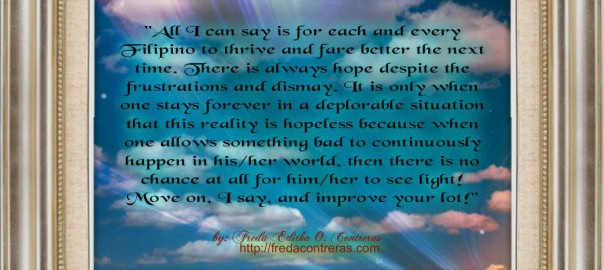 "All I can say is for each and every
Filipino to thrive and fare better the next
time. There is always hope despite the
frustrations and dismay. It is only when
one stays forever in a deplorable situation
that this reality is hopeless because when
one allows something bad to continuously
happen in his/her world, then there is no
chance at all for him/her to see light!
Move on, I say, and improve your lot!"
by: Freda Editha O. Contreras
http://fredacontreras.com